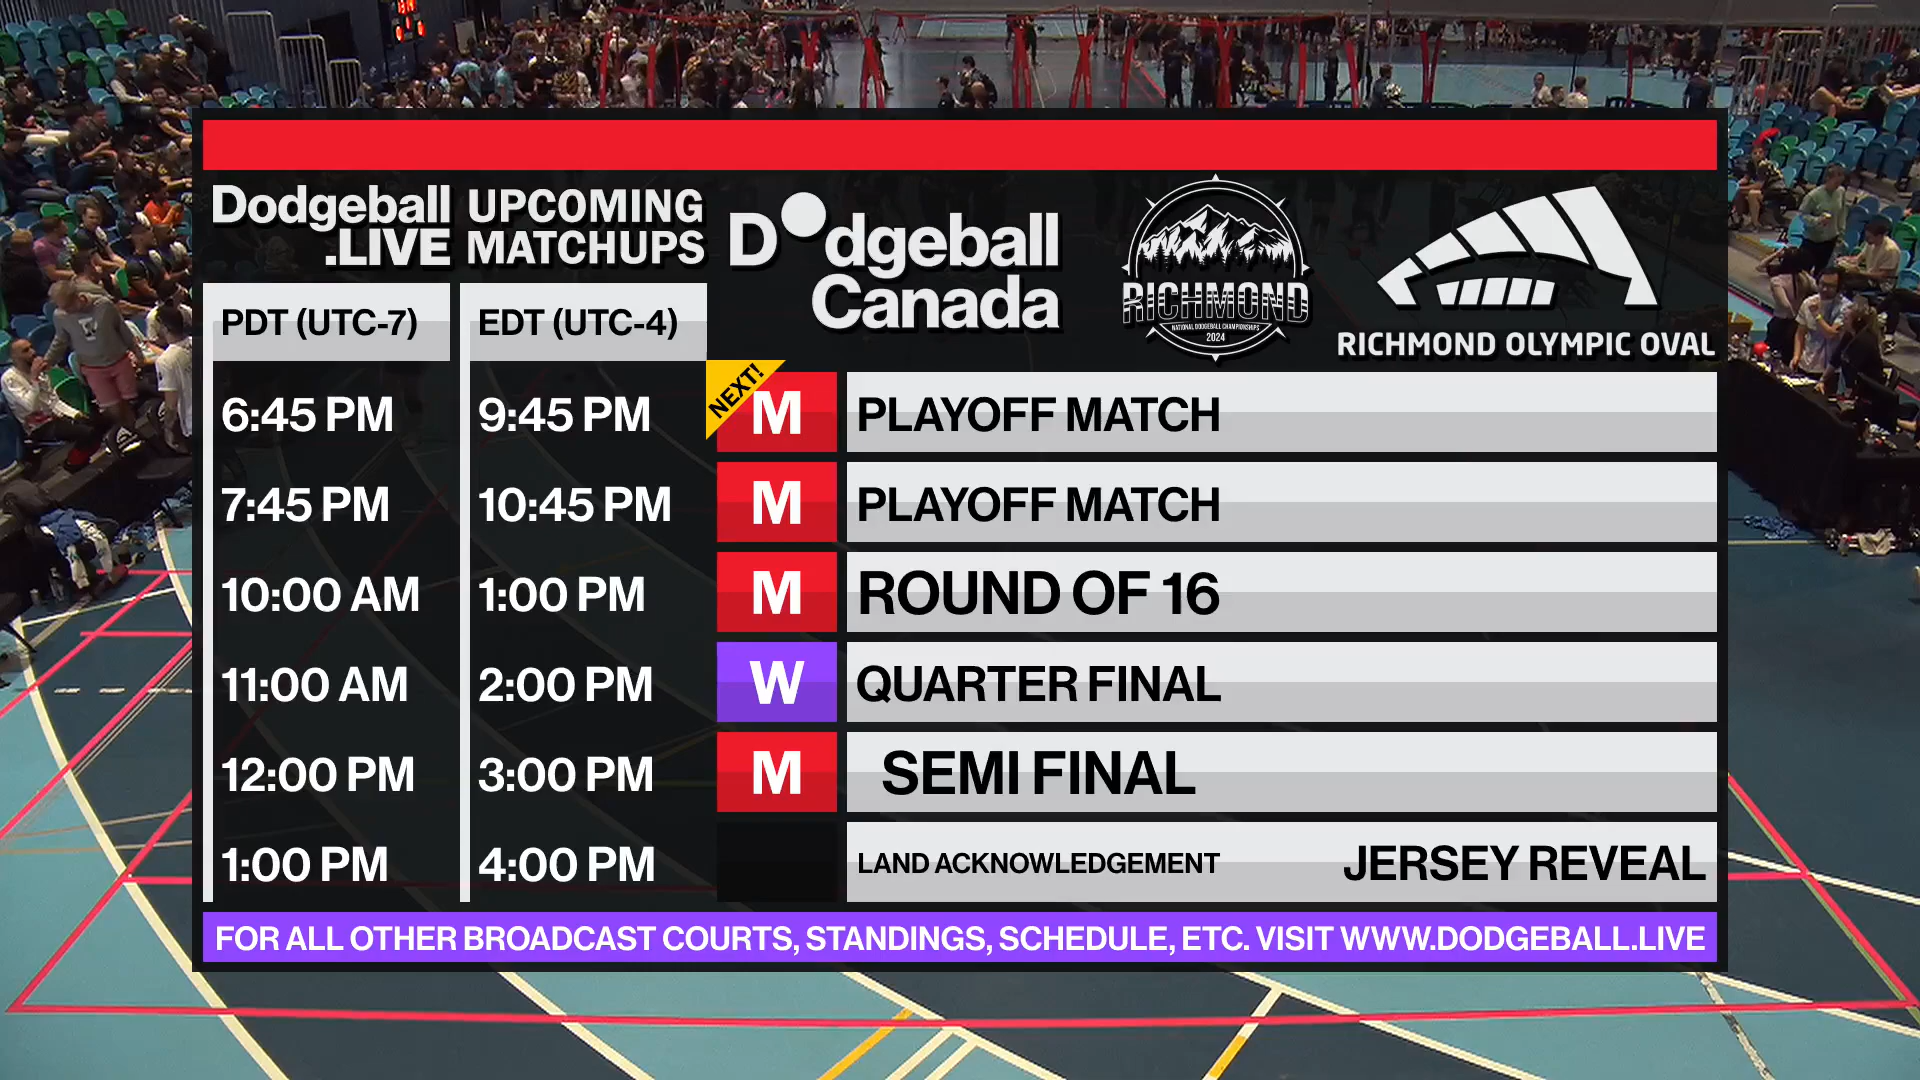 Dodgeball
.LIVE
UPCOMING
MATCHUPS
Dodgeball
Canada
RICHMOND
NATIONAL DODGEBALL CHAMPIONSHIPS
2024
RICHMOND OLYMPIC OVAL
PDT (UTC-7) EDT (UTC-4)
NEXT!
6:45 PM 9:45 PM M PLAYOFF MATCH
7:45 PM 10:45 PM M PLAYOFF MATCH
10:00 AM 1:00 PM M ROUND OF 16
11:00 AM 2:00 PM W QUARTER FINAL
12:00 PM 3:00 PM M SEMI FINAL
1:00 PM 4:00 PM LAND ACKNOWLEDGEMENT JERSEY REVEAL
FOR ALL OTHER BROADCAST COURTS, STANDINGS, SCHEDULE, ETC. VISIT WWW.DODGEBALL.LIVE